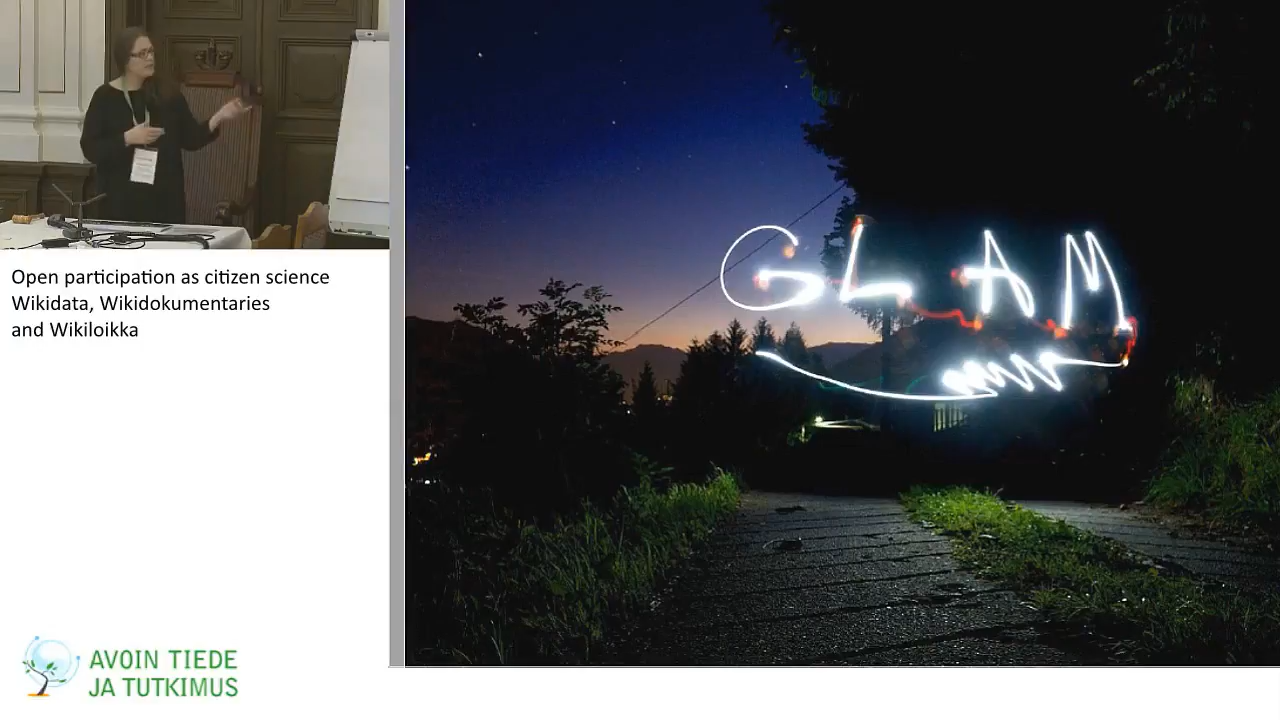 Open participation as citizen science
Wikidata, Wikidokumentaries
and Wikiloikka
AVOIN TIEDE
JA TUTKIMUS
GLAM